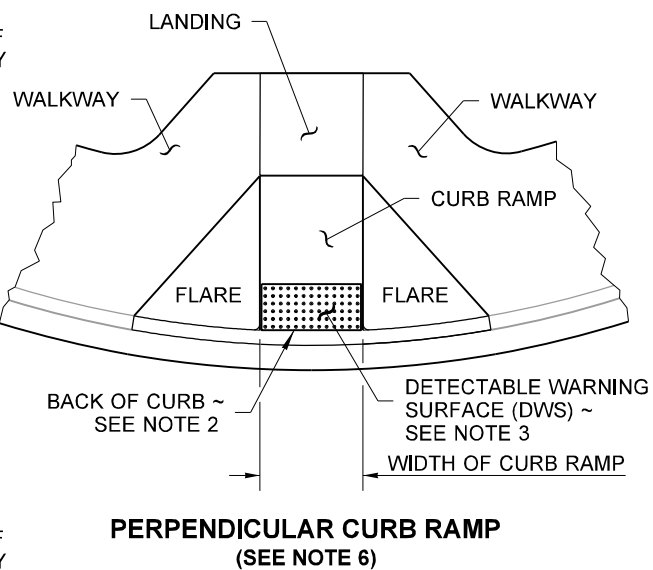 LANDING
WALKWAY
WALKWAY
CURB RAMP
FLARE
FLARE
BACK OF CURB ~
SEE NOTE 2
DETECTABLE WARNING
SURFACE (DWS) ~
SEE NOTE 3
WIDTH OF CURB RAMP
PERPENDICULAR CURB RAMP
(SEE NOTE 6)